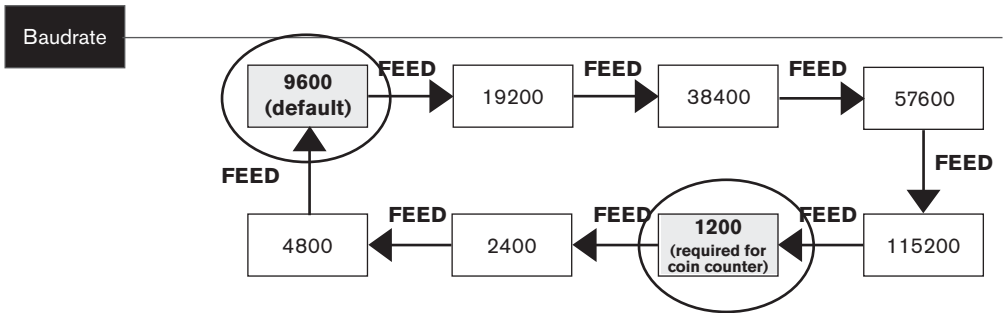 Baudrate
9600
(default)
FEED
19200
FEED
38400
FEED
57600
FEED
115200
FEED
1200
(required for
coin counter)
FEED
2400
FEED
4800
FEED